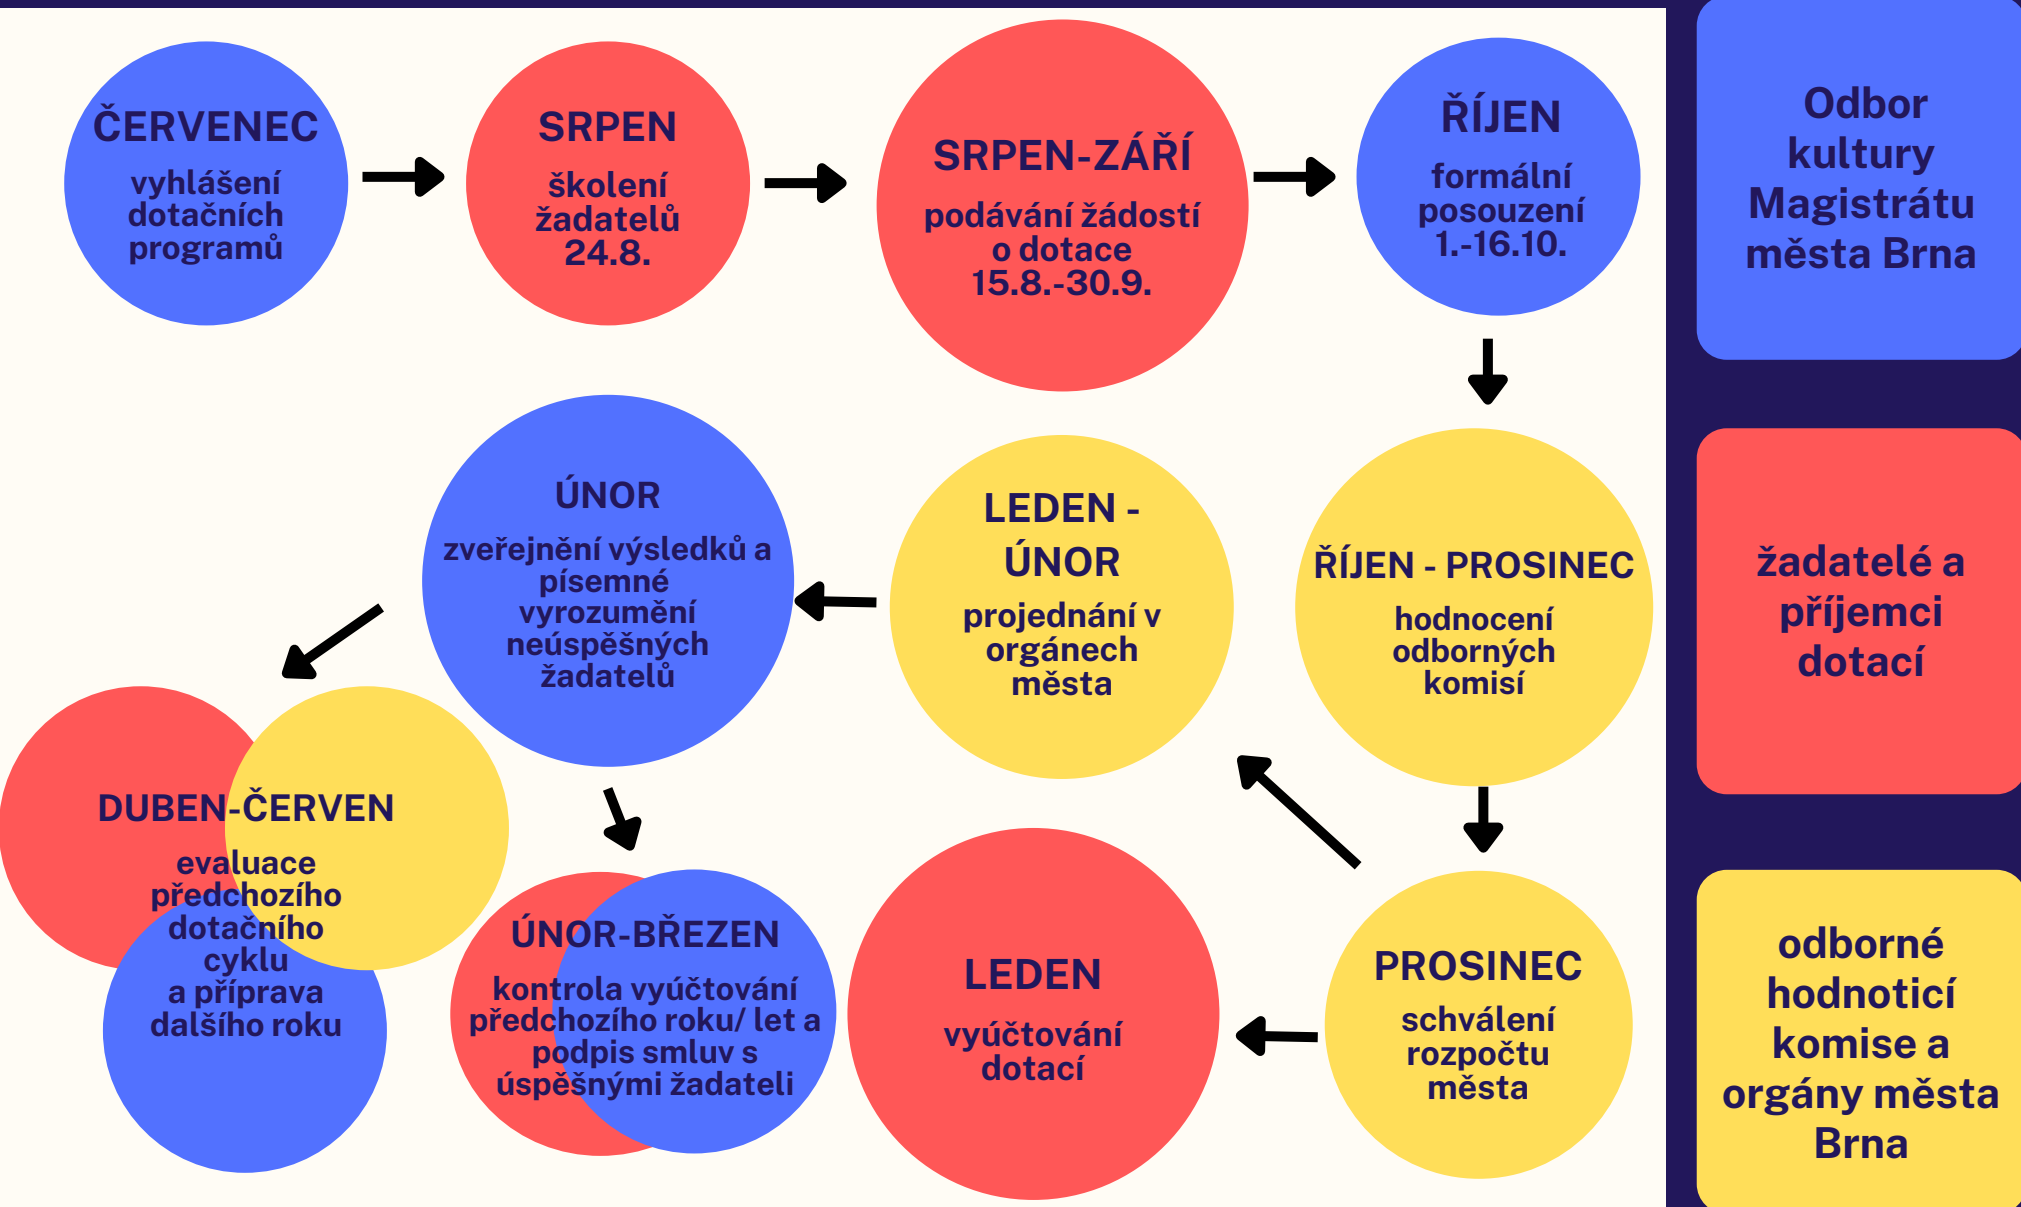 ČERVENEC
vyhlášení
dotačních
programů
SRPEN
školení
žadatelů
24.8.
SRPEN-ZÁŘÍ
podávání žádostí
o dotace
15.8.-30.9.
ŘÍJEN
formální
posouzení
1.-16.10.
ŘÍJEN - PROSINEC
hodnocení
odborných
komisí
LEDEN -
ÚNOR
projednání v
orgánech
města
ÚNOR
zveřejnění výsledků a
písemné
vyrozumění
neúspěšných
žadatelů
DUBEN-ČERVEN
evaluace
předchozího
dotačního
cyklu
a příprava
dalšího roku
ÚNOR-BŘEZEN
kontrola vyúčtování
předchozího roku/ let a
podpis smluv s
úspěšnými žadateli
LEDEN
vyúčtování
dotací
PROSINEC
schválení
rozpočtu
města
Odbor
kultury
Magistrátu
města Brna
žadatelé a
příjemci
dotací
odborné
hodnoticí
komise a
orgány města
Brna